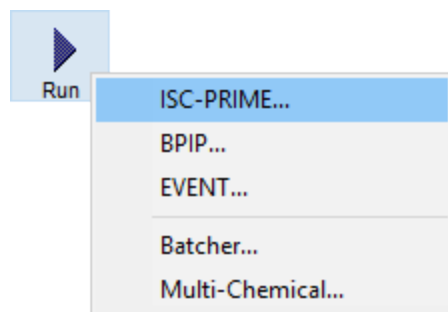 Run
ISC-PRIME...
BPIP...
EVENT...
Batcher...
Multi-Chemical...